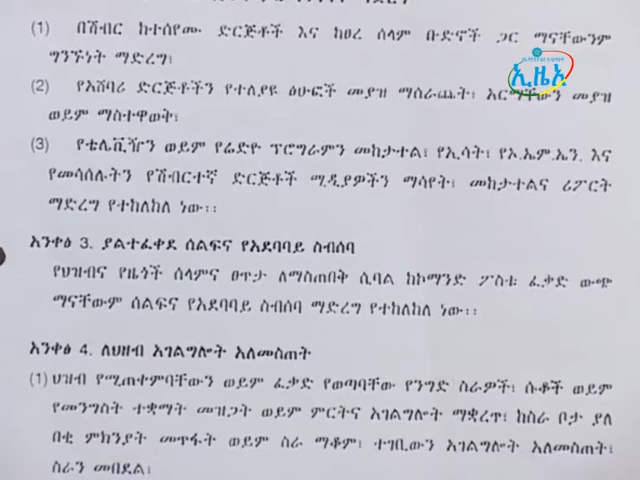 (1) በሽብር ከተሰየሙ ድርጅቶች እና ከፀረ ሰላም ቡድኖች ጋር ማናቸውንም
ግንኙነት ማድረግ፣
ኢዜአ
(2) የአሸባሪ ድርጅቶችን የተለያዩ ፅሁፎች መያዝ ማሰራጨት፣ አርማቸውን መያዝ
ወይም ማስተዋወት፣
(3) የቴሌቪዥን ወይም የሬድዮ ፕሮግራምን መከታተል፣ የኢሳት፣ የኦ.ኤም.ኤን. እና
የመሳሰሉትን የሽብርተኛ ድርጅቶች ሚዲያዎችን ማሳየት፣ መከታተልና ሪፖርት
ማድረግ የተከለከለ ነው፡፡
አንቀፅ 3. ያልተፈቀደ ሰልፍና የአደባባይ ስብሰባ
የህዝብና የዜጎች ሰላምና ፀጥታ ለማስጠበቅ ሲባል ከኮማንድ ፖስቱ ፈቃድ ውጭ
ማናቸውም ሰልፍና የአደባባይ ስብሰባ ማድረግ የተከለከለ ነው፡፡
አንቀፅ 4. ለህዝብ አገልግሎት አለመስጠት
(1) ህዝብ የሚጠቀምባቸውን ወይም ፈቃድ የወጣባቸው የንግድ ስራዎች፣ ሱቆች ወይም
የመንግስት ተቋማት መዝጋት ወይም ምርትና አገልግሎት ማቋረጥ፣ ከስራ ቦታ ያለ
በቂ ምክንያት መጥፋት ወይም ስራ ማቆም፣ ተገቢውን አገልግሎት አለመስጠት፣
ስራን መበደል፣